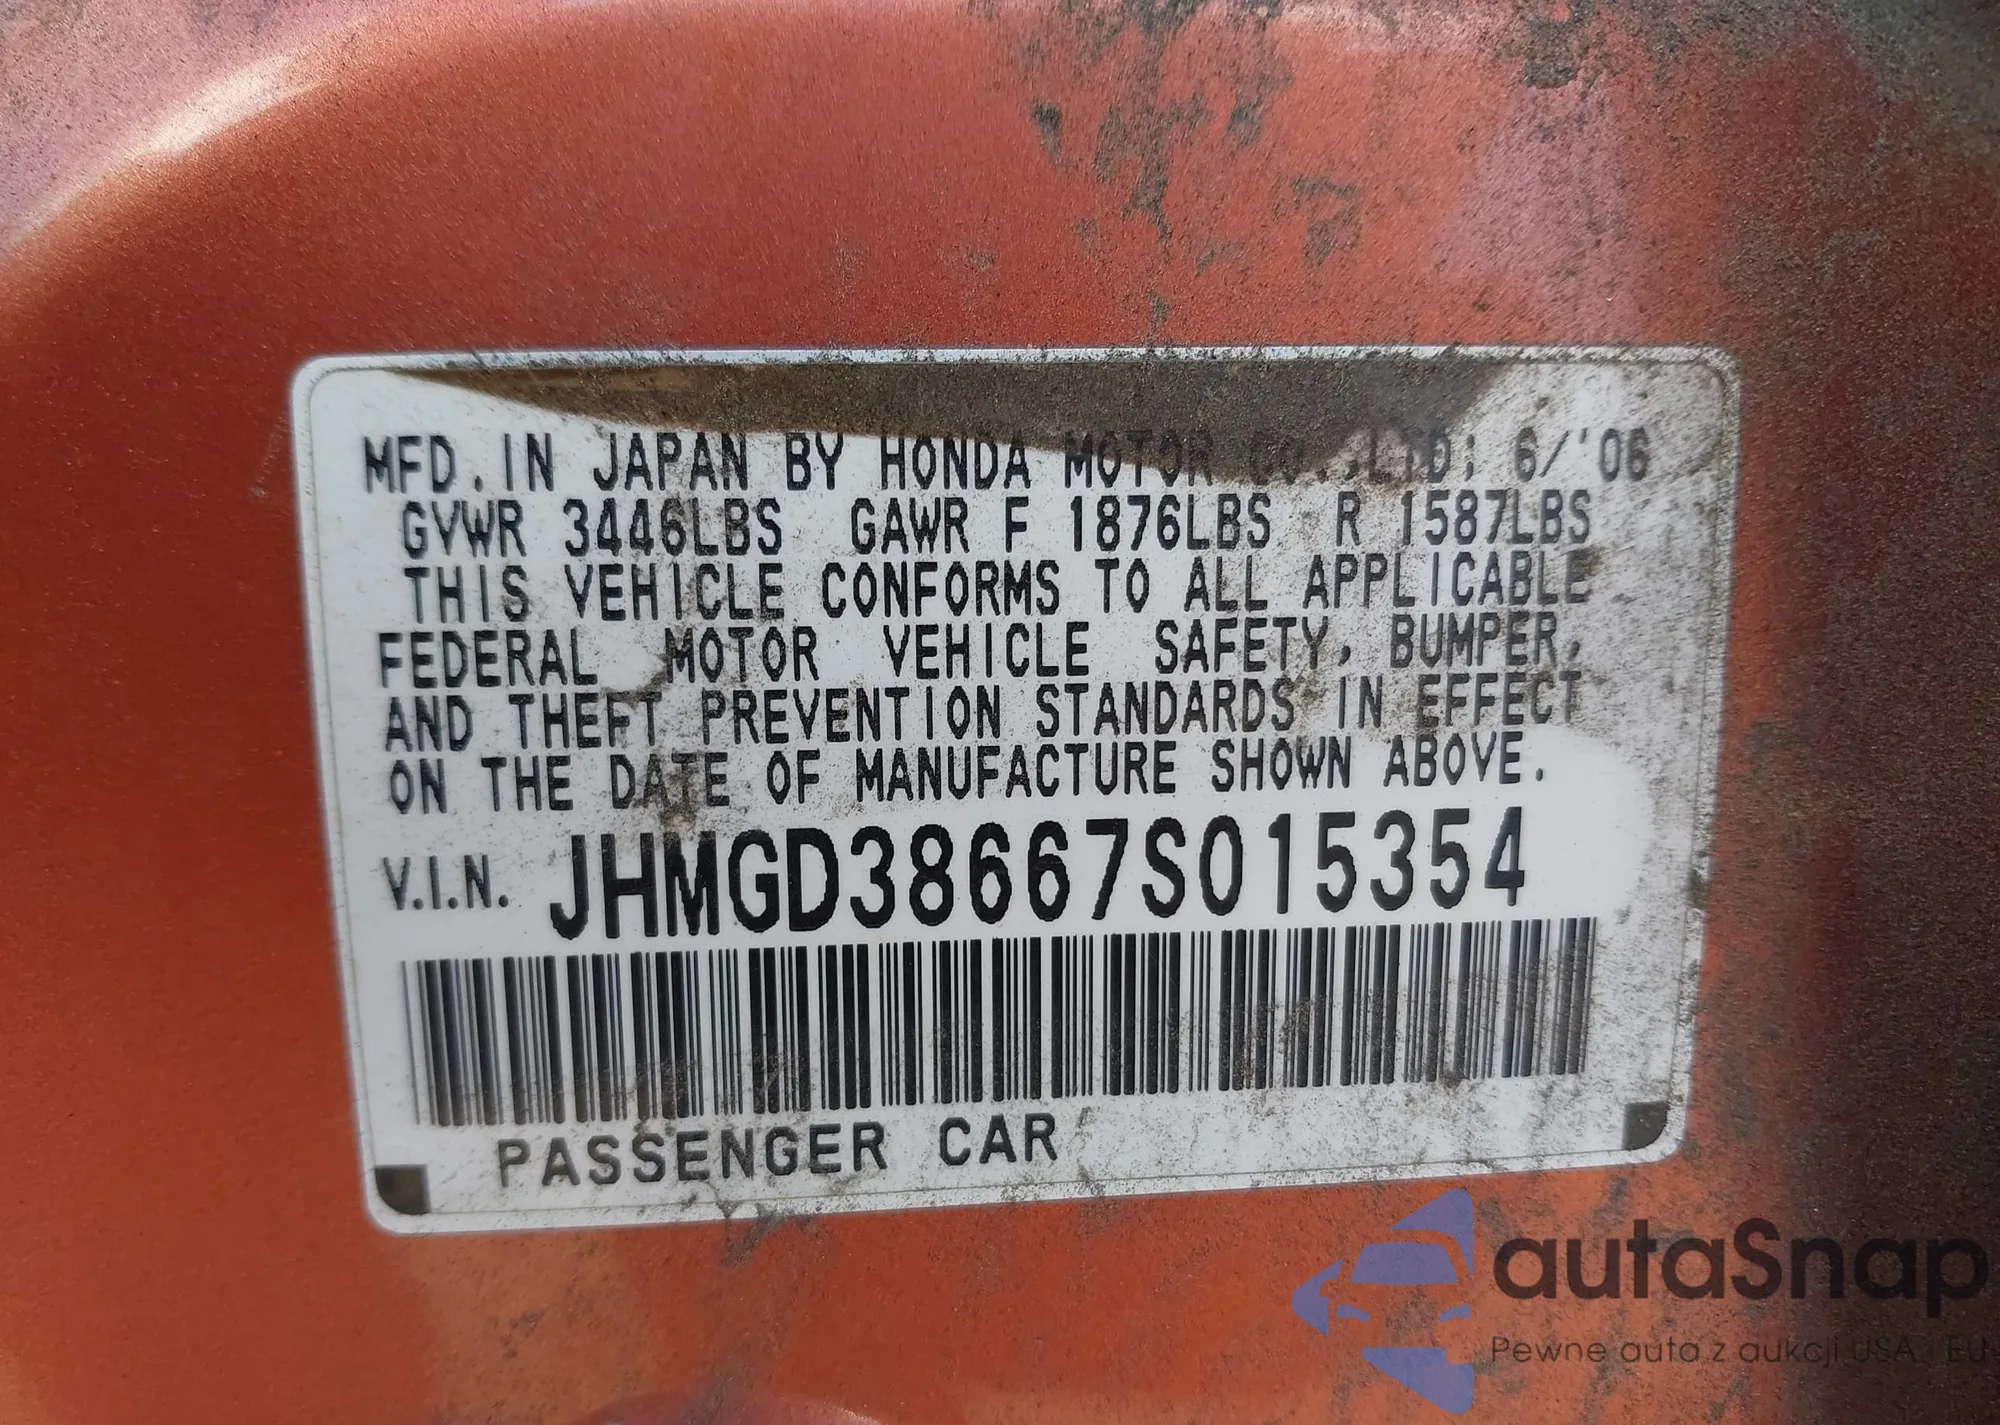 MFD. IN JAPAN BY HONDA MOTOR CO., LTD; 6/'06
GVWR 3446LBS GAWR F 1876LBS R 1587LBS
THIS VEHICLE CONFORMS TO ALL APPLICABLE
FEDERAL MOTOR VEHICLE SAFETY, BUMPER,
AND THEFT PREVENTION STANDARDS IN EFFECT
ON THE DATE OF MANUFACTURE SHOWN ABOVE.
V.I.N. JHMGD38667S015354
PASSENGER CAR
autaSnap
Pewne auta z aukcji USA i EU